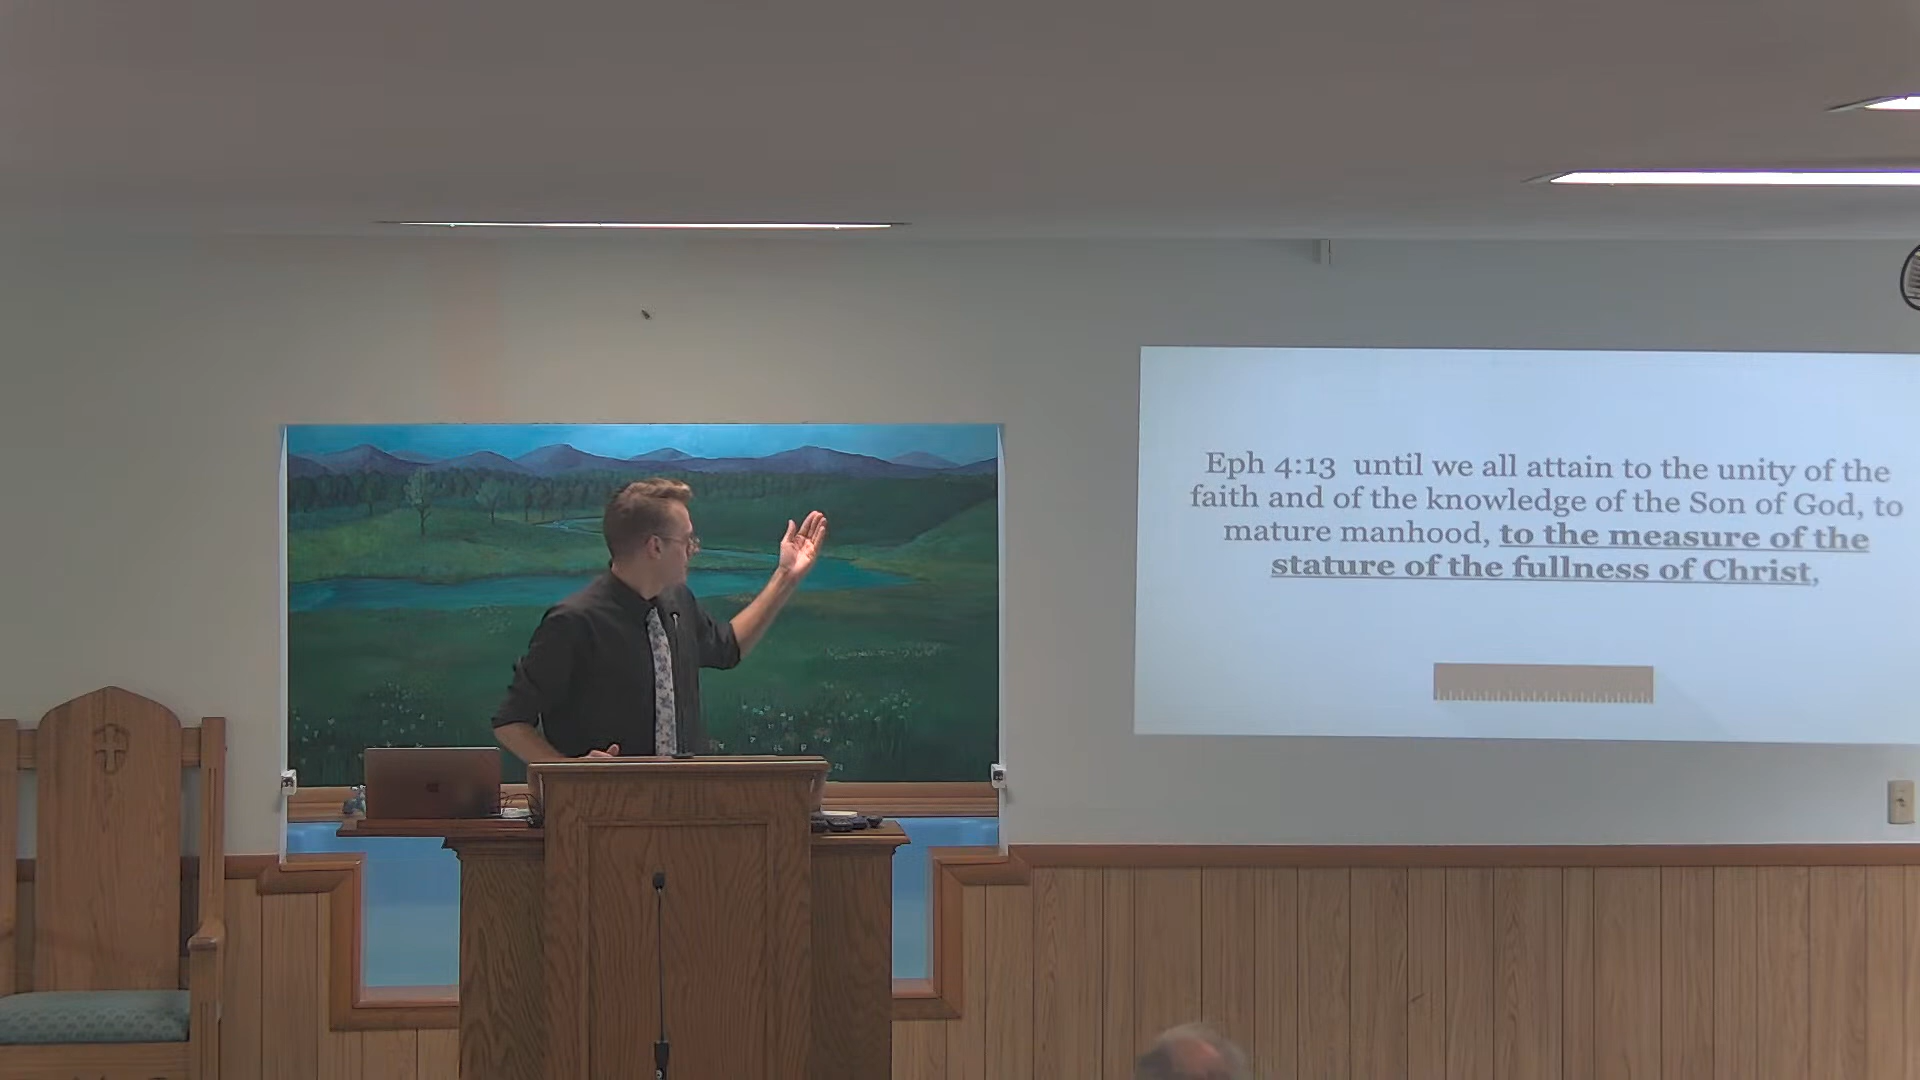 Eph 4:13  until we all attain to the unity of the
faith and of the knowledge of the Son of God, to
mature manhood, to the measure of the
stature of the fullness of Christ,